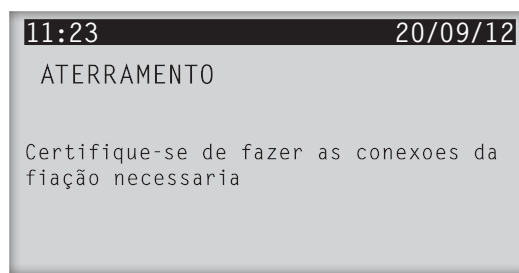 11:23 20/09/12
ATERRAMENTO
Certifique-se de fazer as conexoes da
fiação necessaria